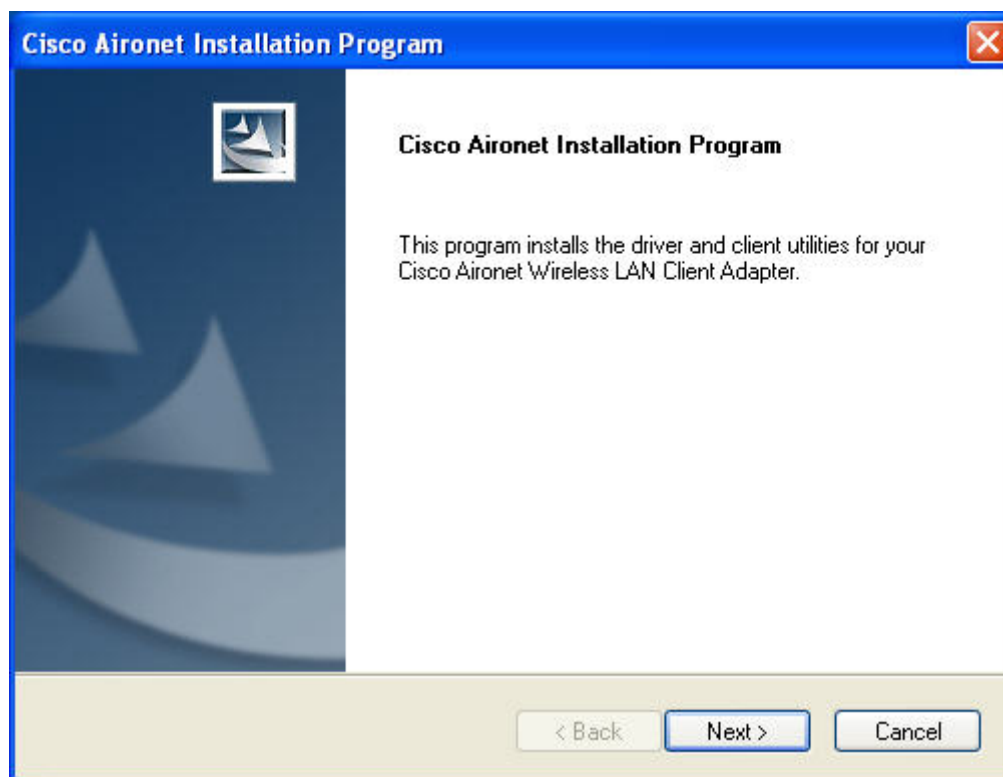 Cisco Aironet Installation Program
Cisco Aironet Installation Program
This program installs the driver and client utilities for your
Cisco Aironet Wireless LAN Client Adapter.
< Back
Next >
Cancel